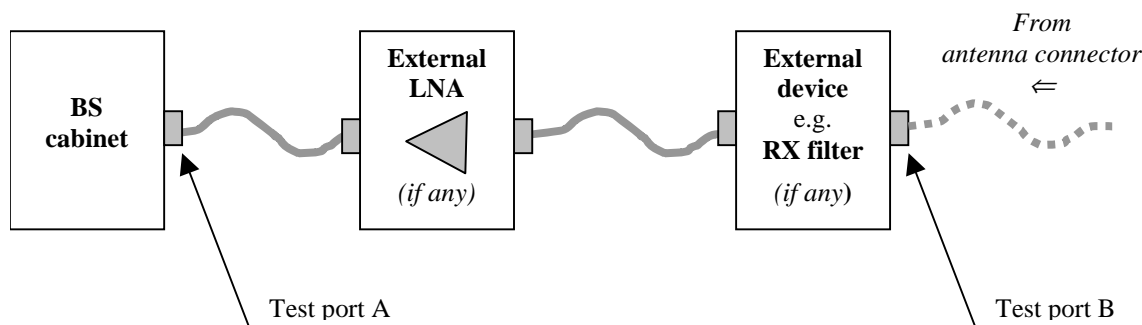 BS
cabinet
External
LNA
(if any)
External
device
e.g.
RX filter
(if any)
From
antenna connector
⇐
Test port A
Test port B